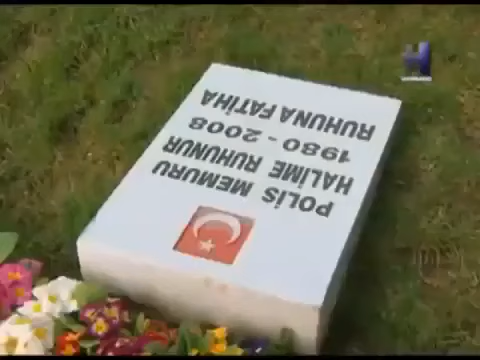 POLİS MEMURU
HALİME RUHUNUR
1980 - 2008
RUHUNA FATİHA